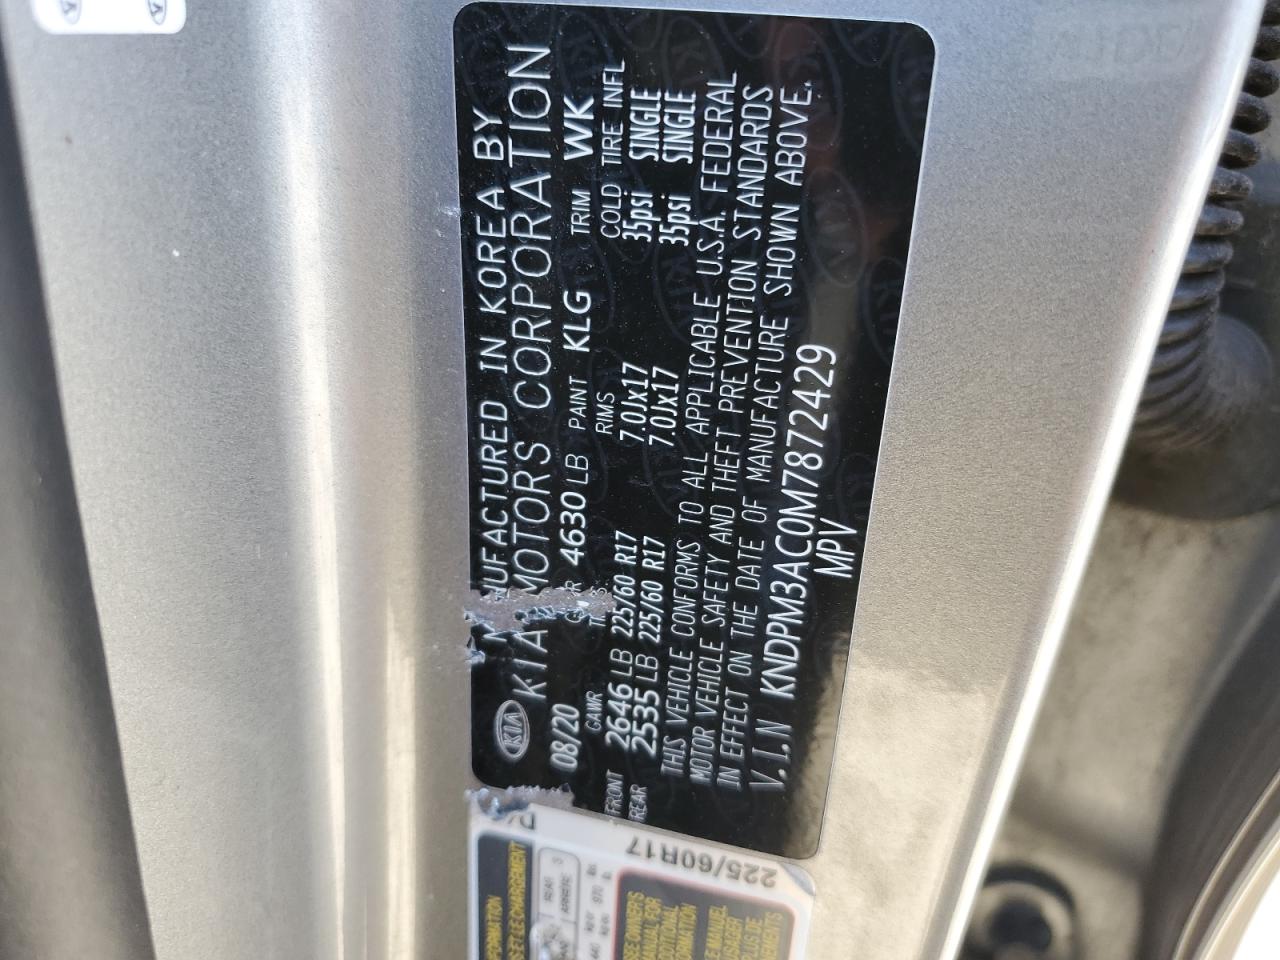 MANUFACTURED IN KOREA BY
KIA MOTORS CORPORATION
KIA
08/20 4630 LB PAINT KLG TRIM WK
GAWR RIMS COLD TIRE INFL
FRONT 2646 LB 225/60 R17 7.0Jx17 35psi SINGLE
REAR 2535 LB 225/60 R17 7.0Jx17 35psi SINGLE
THIS VEHICLE CONFORMS TO ALL APPLICABLE U.S.A. FEDERAL
MOTOR VEHICLE SAFETY AND THEFT PREVENTION STANDARDS
IN EFFECT ON THE DATE OF MANUFACTURE SHOWN ABOVE.
V.I.N KNDPM3AC0M7872429
MPV
225/60R17